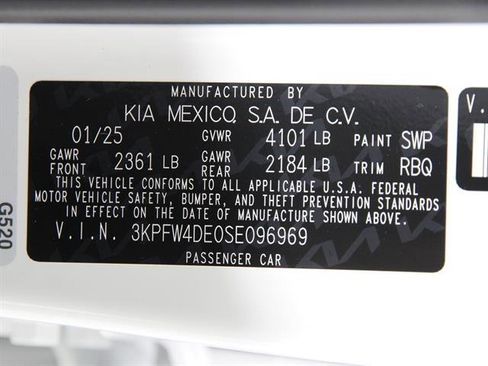 MANUFACTURED BY
KIA MEXICO, S.A. DE C.V.
01/25 GVWR 4101 LB PAINT SWP
GAWR FRONT 2361 LB GAWR REAR 2184 LB TRIM RBQ
THIS VEHICLE CONFORMS TO ALL APPLICABLE U.S.A. FEDERAL
MOTOR VEHICLE SAFETY, BUMPER, AND THEFT PREVENTION STANDARDS
IN EFFECT ON THE DATE OF MANUFACTURE SHOWN ABOVE.
V.I.N. 3KPFW4DE0SE096969
PASSENGER CAR
G520
V.